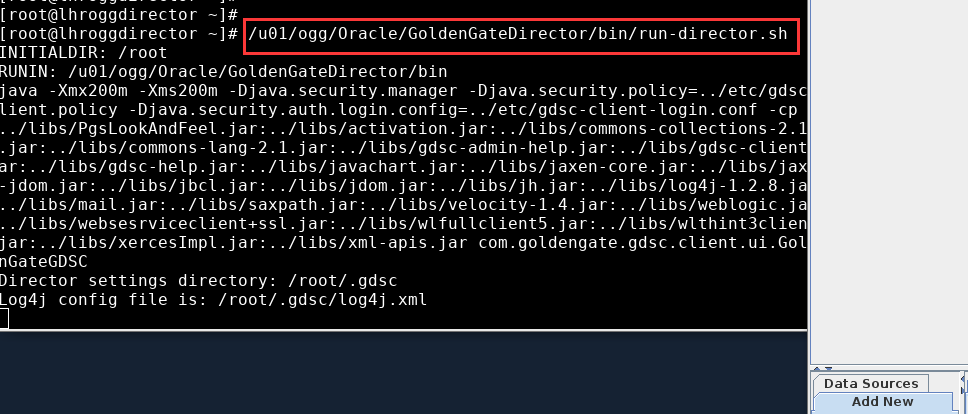 [root@lhroggdirector ~]#
[root@lhroggdirector ~]# /u01/ogg/Oracle/GoldenGateDirector/bin/run-director.sh
INITIALDIR: /root
RUNIN: /u01/ogg/Oracle/GoldenGateDirector/bin
java -Xmx200m -Xms200m -Djava.security.manager -Djava.security.policy=../etc/gdsc
lient.policy -Djava.security.auth.login.config=../etc/gdsc-client-login.conf -cp
../libs/PgsLookAndFeel.jar:../libs/activation.jar:../libs/commons-collections-2.1
.jar:../libs/commons-lang-2.1.jar:../libs/gdsc-admin-help.jar:../libs/gdsc-client
ar:../libs/gdsc-help.jar:../libs/javachart.jar:../libs/jaxen-core.jar:../libs/jax
-jdom.jar:../libs/jbcl.jar:../libs/jdom.jar:../libs/jh.jar:../libs/log4j-1.2.8.ja
../libs/mail.jar:../libs/saxpath.jar:../libs/velocity-1.4.jar:../libs/weblogic.ja
../libs/webseserviceclient+ssl.jar:../libs/wlfullclient5.jar:../libs/wlthint3clien
jar:../libs/xercesImpl.jar:../libs/xml-apis.jar com.goldengate.gdsc.client.ui.Gol
nGateGDSC
Director settings directory: /root/.gdsc
Log4j config file is: /root/.gdsc/log4j.xml
Data Sources
Add New